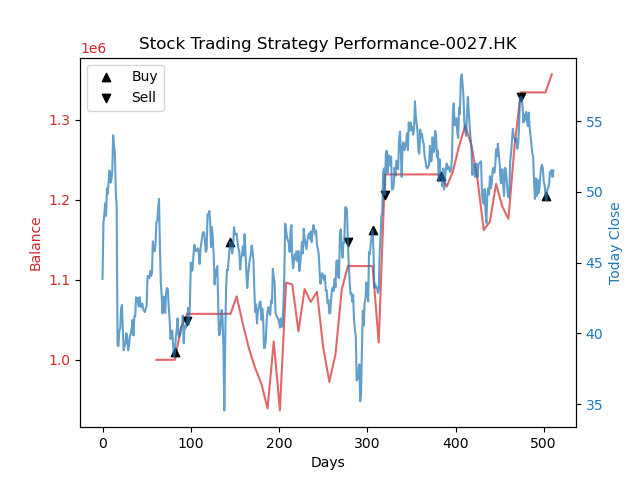 Stock Trading Strategy Performance-0027.HK
1e6
Buy
Sell
1.3
1.2
1.1
1.0
Balance
55
50
45
40
35
Today Close
0 100 200 300 400 500
Days